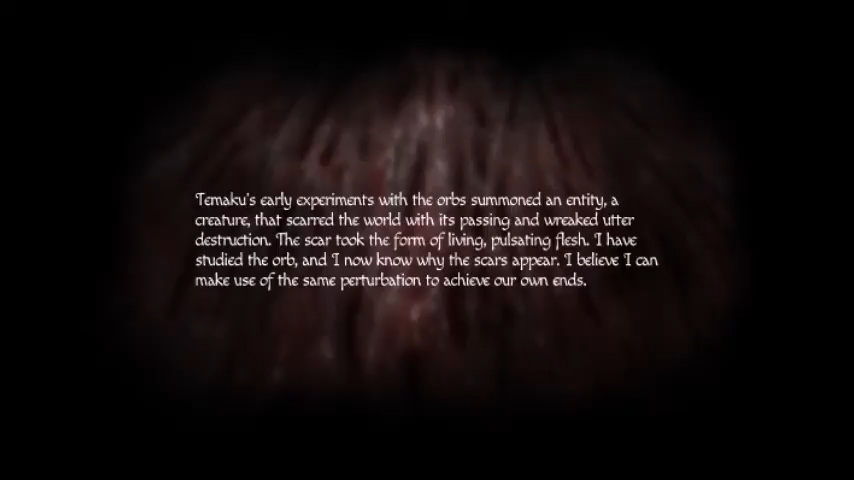 Temaku's early experiments with the orbs summoned an entity, a
creature, that scarred the world with its passing and wreaked utter
destruction. The scar took the form of living, pulsating flesh. I have
studied the orb, and I now know why the scars appear. I believe I can
make use of the same perturbation to achieve our own ends.